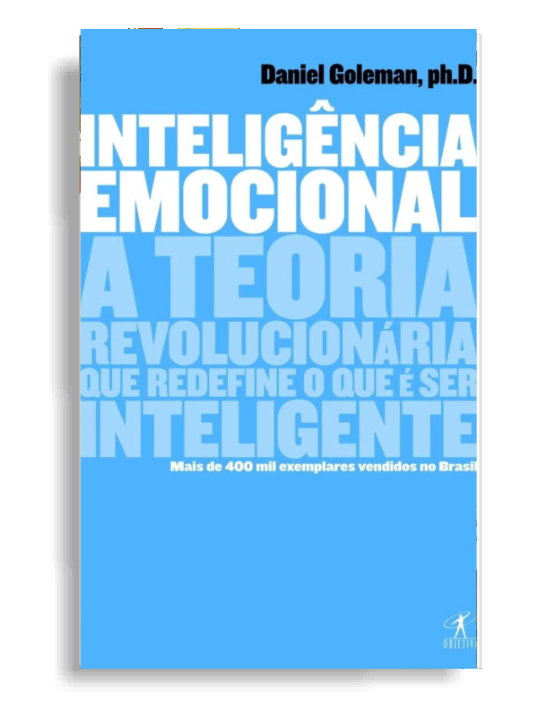 Daniel Goleman, ph.D.
INTELIGÊNCIA
EMOCIONAL
A TEORIA
REVOLUCIONÁRIA
QUE REDEFINE O QUE É SER
INTELIGENTE
Mais de 400 mil exemplares vendidos no Brasil
OBJETIVA